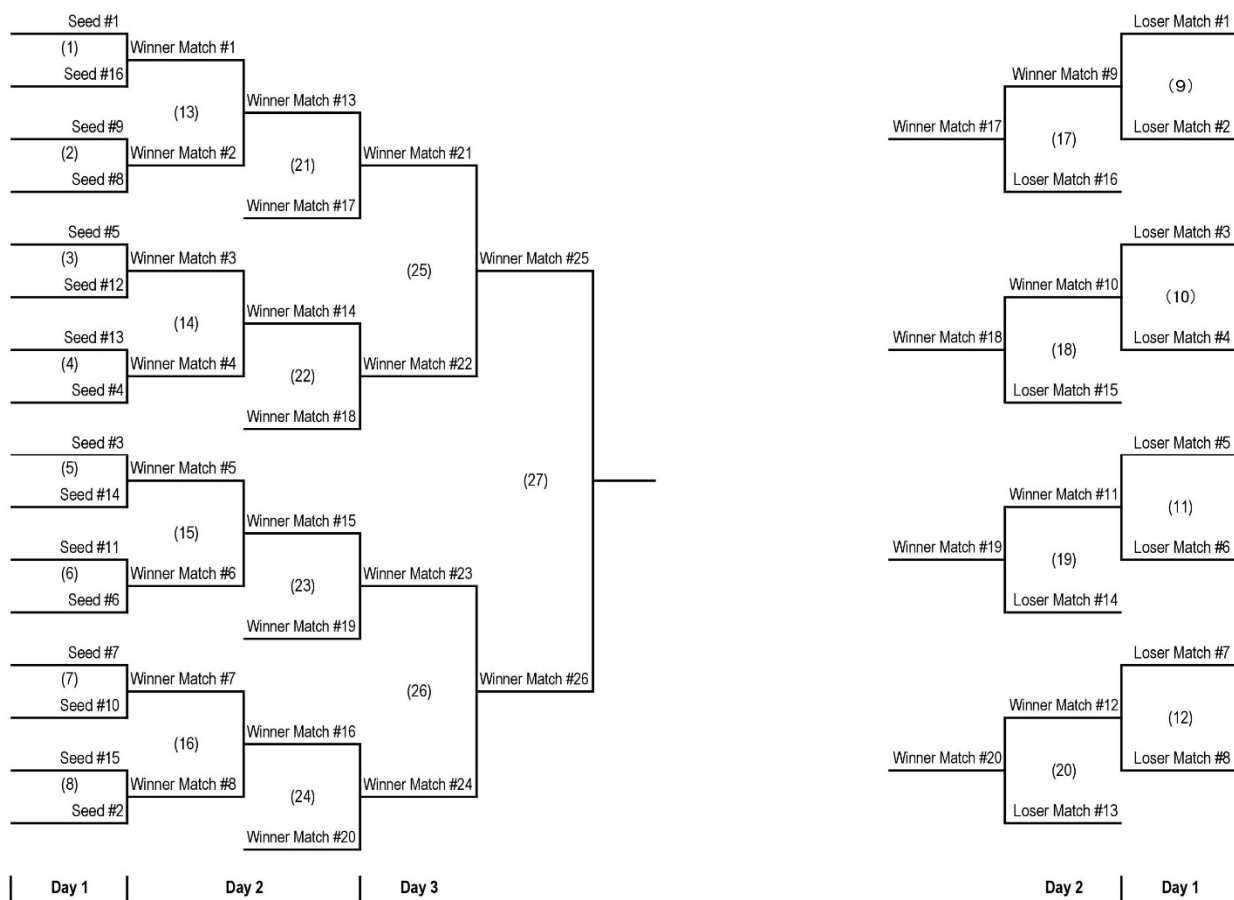 Seed #1
(1)
Seed #16
Seed #9
(2)
Seed #8
Seed #5
(3)
Seed #12
Seed #13
(4)
Seed #4
Seed #3
(5)
Seed #14
Seed #11
(6)
Seed #6
Seed #7
(7)
Seed #10
Seed #15
(8)
Seed #2
Winner Match #1
(13)
Winner Match #2
Winner Match #3
(14)
Winner Match #4
Winner Match #5
(15)
Winner Match #6
Winner Match #7
(16)
Winner Match #8
Winner Match #13
(21)
Winner Match #17
Winner Match #14
(22)
Winner Match #18
Winner Match #15
(23)
Winner Match #19
Winner Match #16
(24)
Winner Match #20
Winner Match #21
(25)
Winner Match #22
Winner Match #23
(26)
Winner Match #24
Winner Match #25
(27)
Winner Match #26
Winner Match #17
Winner Match #18
Winner Match #19
Winner Match #20
Winner Match #9
(17)
Loser Match #16
Winner Match #10
(18)
Loser Match #15
Winner Match #11
(19)
Loser Match #14
Winner Match #12
(20)
Loser Match #13
Loser Match #1
(9)
Loser Match #2
Loser Match #3
(10)
Loser Match #4
Loser Match #5
(11)
Loser Match #6
Loser Match #7
(12)
Loser Match #8
Day 1
Day 2
Day 3
Day 2
Day 1